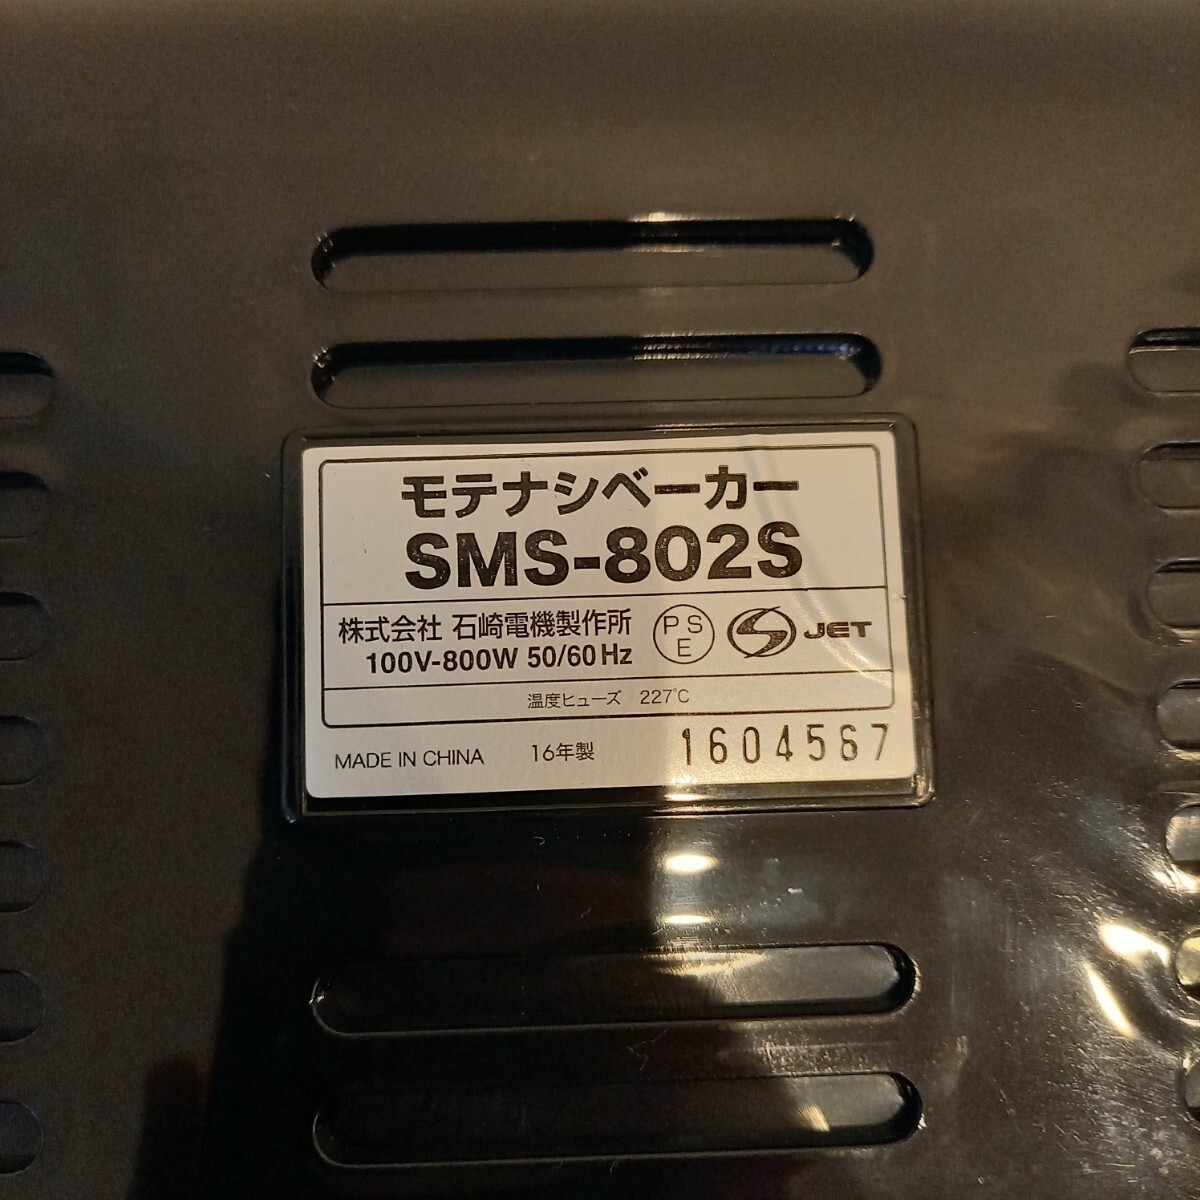 モテナシベーカー
SMS-802S
株式会社 石崎電機製作所
100V-800W 50/60Hz
PSE
JET
温度ヒューズ 227℃
MADE IN CHINA 16年製 1604567